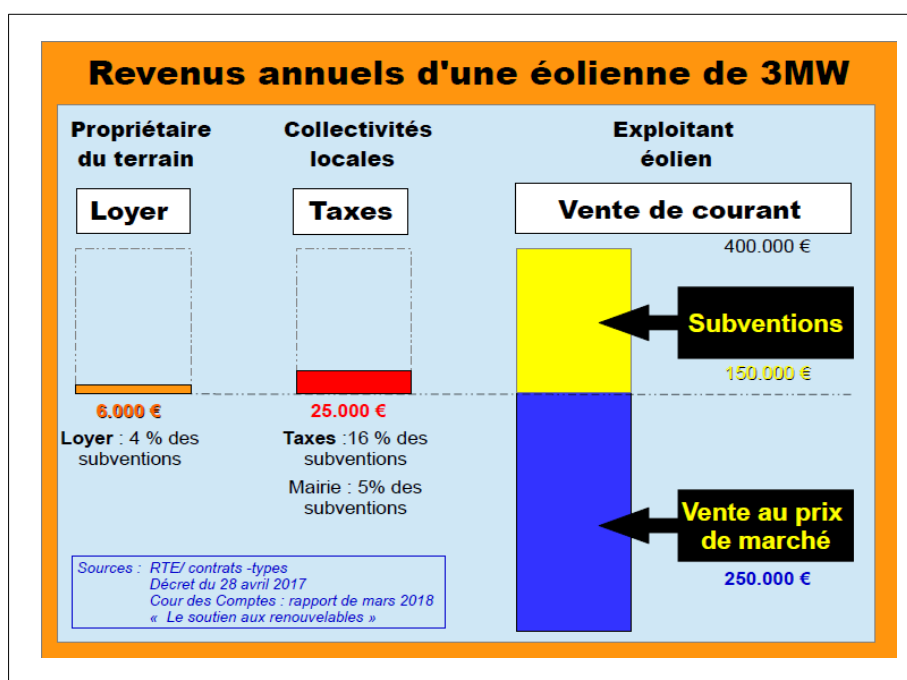 Revenus annuels d'une éolienne de 3MW
Propriétaire
du terrain
Loyer
6.000 €
Loyer : 4 % des
subventions
Collectivités
locales
Taxes
25.000 €
Taxes :16 % des
subventions
Mairie : 5% des
subventions
Exploitant
éolien
Vente de courant
400.000 €
Subventions
150.000 €
Vente au prix
de marché
250.000 €
Sources : RTE/ contrats -types
Décret du 28 avril 2017
Cour des Comptes : rapport de mars 2018
« Le soutien aux renouvelables »